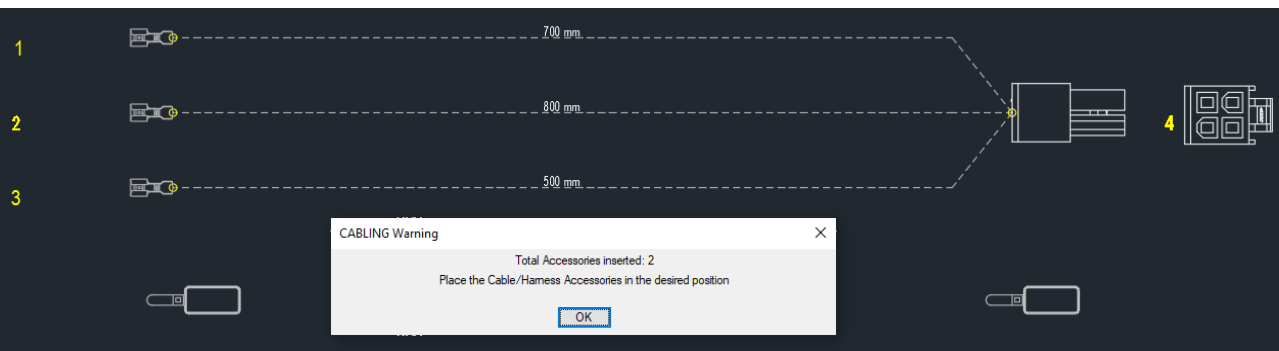 1
700 mm
2
800 mm
4
3
500 mm
CABLING Warning
Total Accessories inserted: 2
Place the Cable/Harness Accessories in the desired position
OK